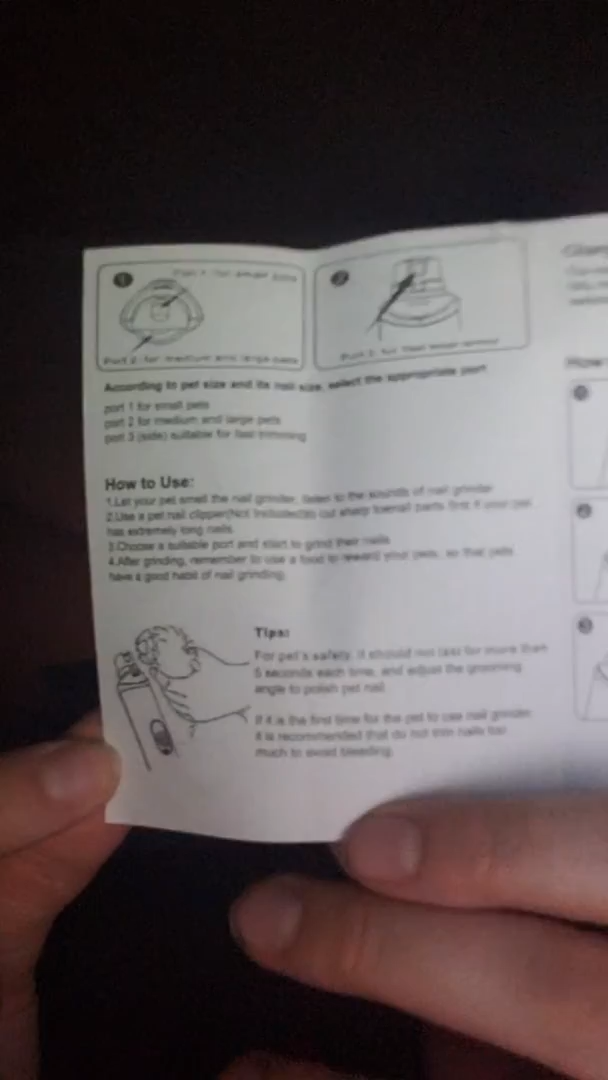 1
Port 1: for small pets
Port 2: for medium and large pets
2
Port 3: for
According to pet size and its nail size, select the appropriate port
port 1 for small pets
port 2 for medium and large pets
port 3 (side) suitable for fast trimming
How to Use:
1.Let your pet smell the nail grinder, listen to the sounds of nail grinder
2.Use a pet nail clipper(Not Included)to cut sharp parts first if your pet
has extremely long nails.
3.Choose a suitable port and start to grind their nails
4.After grinding, remember to use a food to reward your pets, so that pets
have a good habit of nail grinding.
Tips:
For pet's safety, it should not last for more than
5 seconds each time, and adjust the grooming
angle to polish pet nail.
If it is the first time for the pet to use nail grinder,
it is recommended that do not trim nails too
much to avoid bleeding.
How
1
2
3